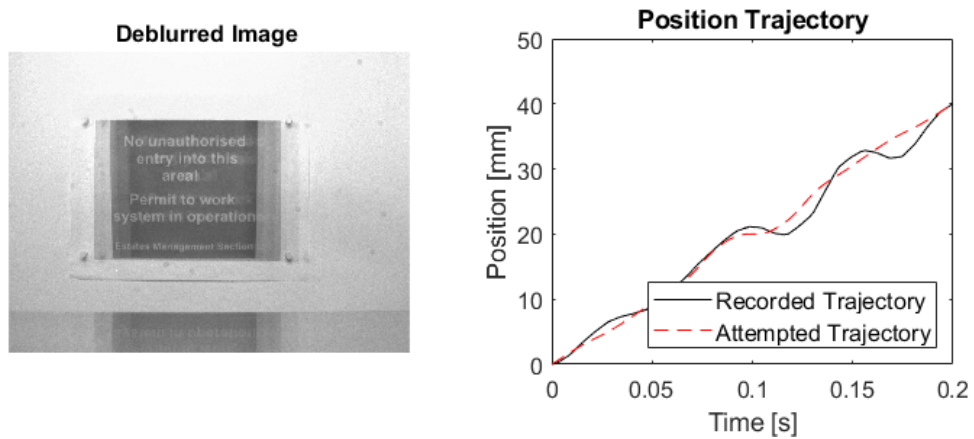 Deblurred Image
No unauthorised
entry into this
area!
Permit to work
system in operation
Estates Management Section
Position Trajectory
Position [mm]
50
40
30
20
10
0
Recorded Trajectory
Attempted Trajectory
0 0.05 0.1 0.15 0.2
Time [s]